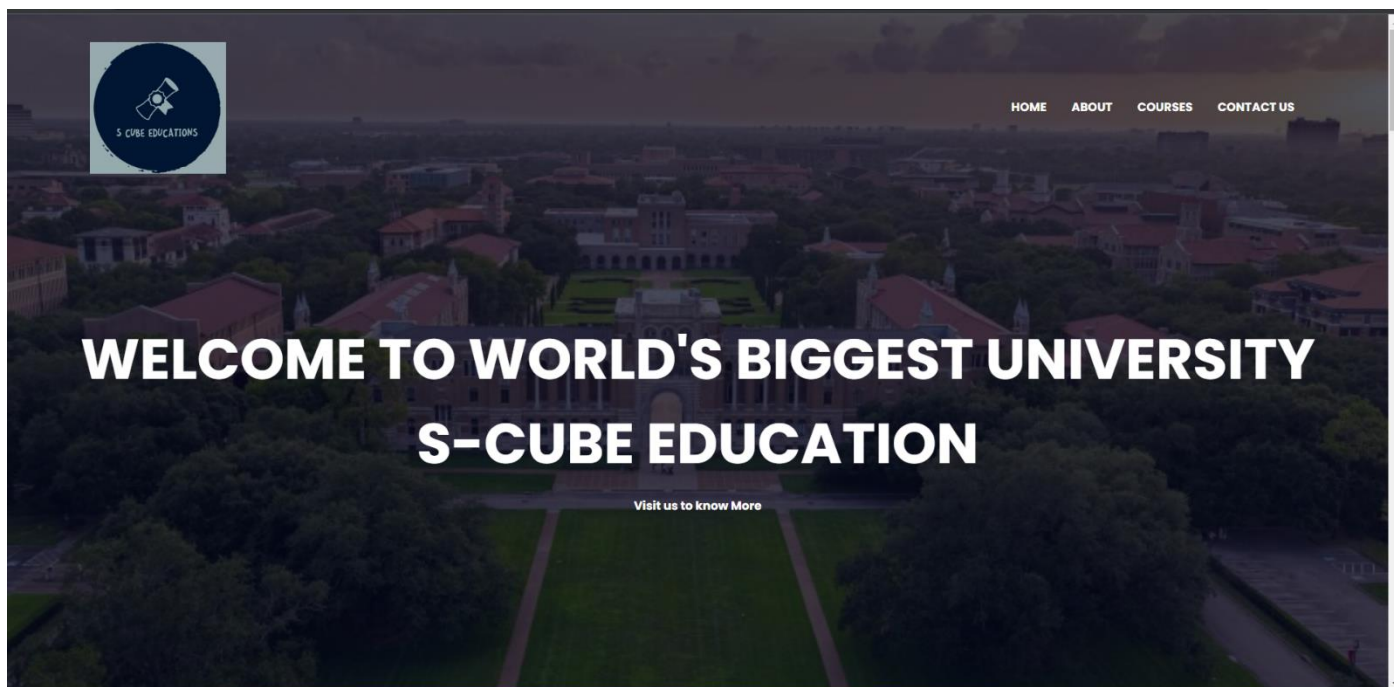 S CUBE EDUCATIONS
HOME ABOUT COURSES CONTACT US
WELCOME TO WORLD'S BIGGEST UNIVERSITY
S-CUBE EDUCATION
Visit us to know More